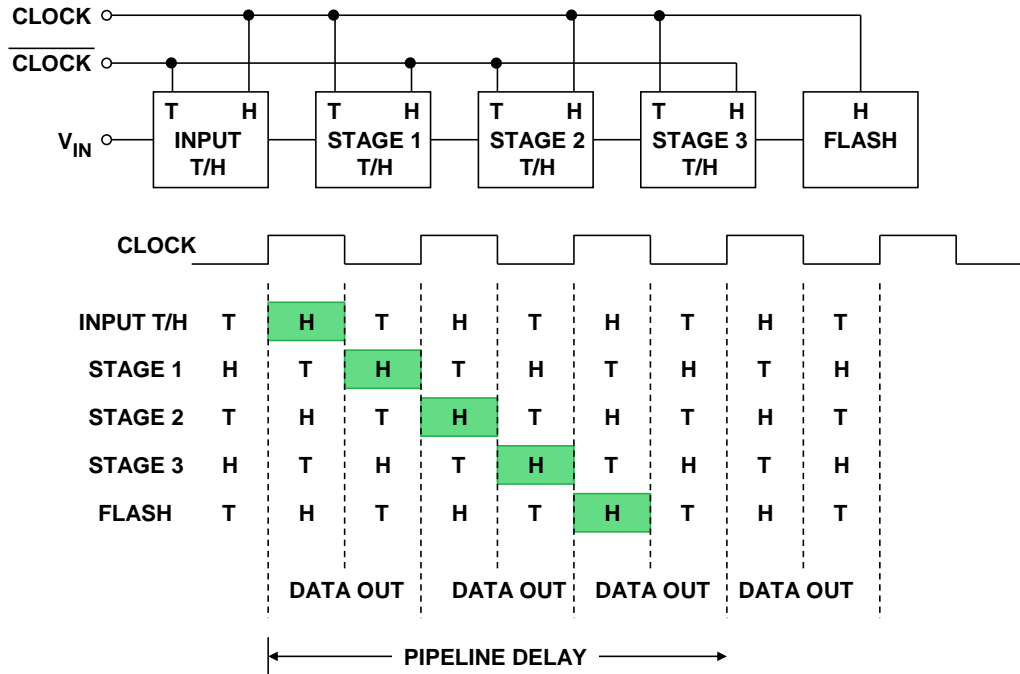 CLOCK
CLOCK
T H T H T H T H H
V_IN INPUT STAGE 1 STAGE 2 STAGE 3 FLASH
T/H T/H T/H T/H
CLOCK
INPUT T/H T H T H T H T H T
STAGE 1 H T H T H T H T H
STAGE 2 T H T H T H T H T
STAGE 3 H T H T H T H T H
FLASH T H T H T H T H T
DATA OUT DATA OUT DATA OUT DATA OUT
PIPELINE DELAY